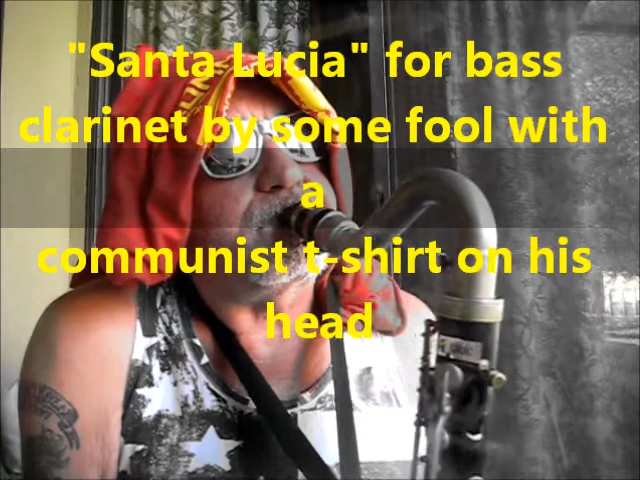 "Santa Lucia" for bass
clarinet by some fool with
a
communist t-shirt on his
head